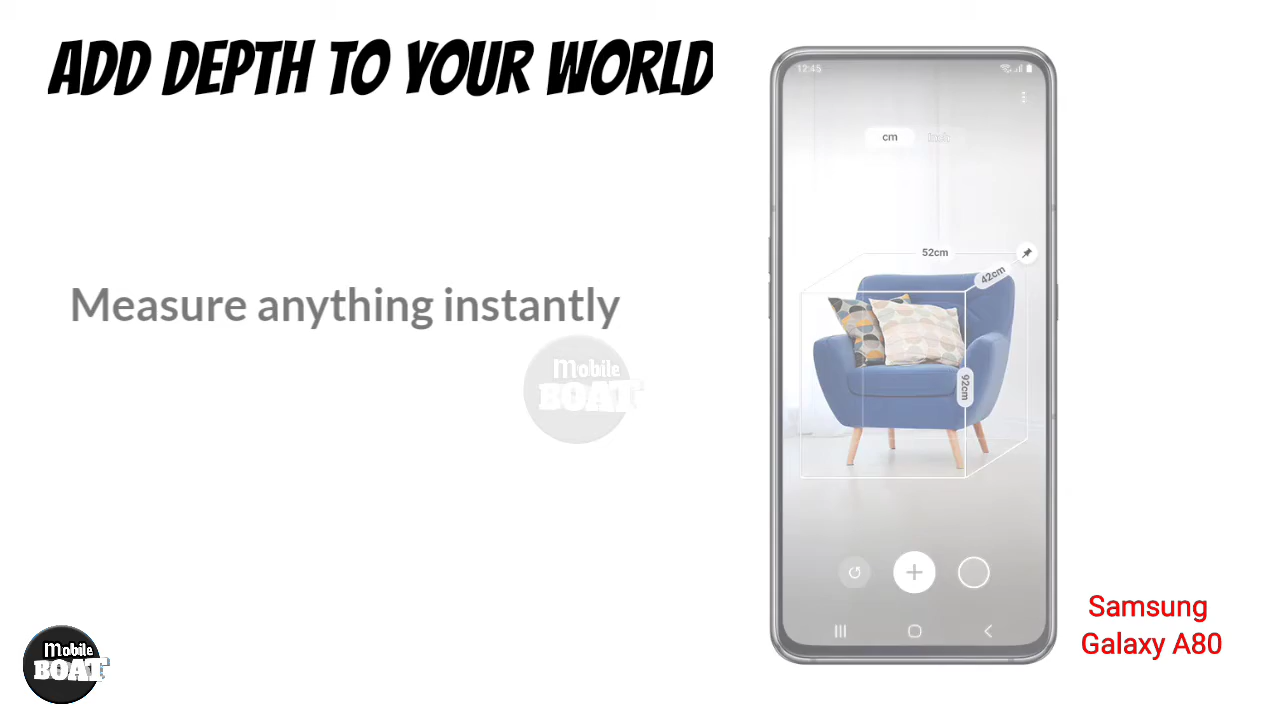 ADD DEPTH TO YOUR WORLD
12:45
cm inch
52cm
42cm
Measure anything instantly
92cm
Mobile
BOAT
Samsung
Galaxy A80
Mobile
BOAT